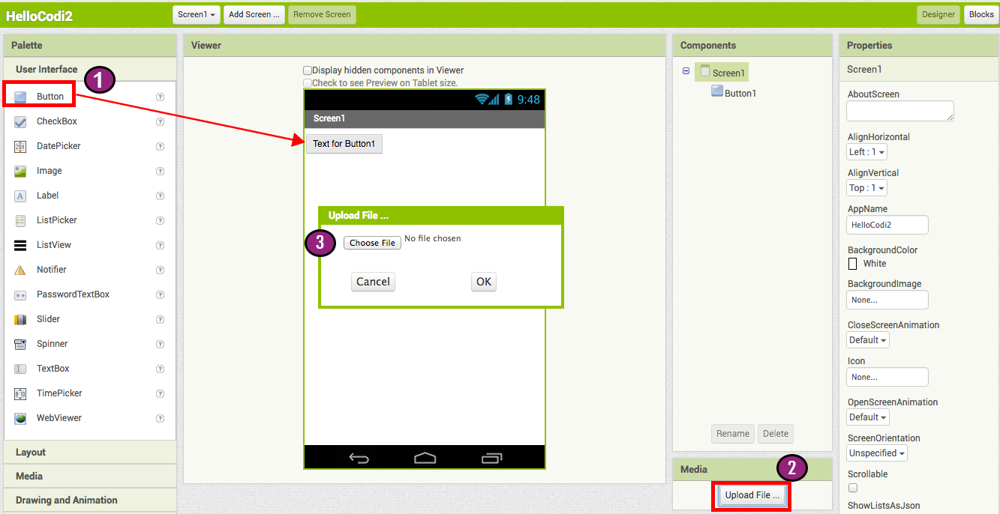 HelloCodi2
Screen1
Add Screen ...
Remove Screen
Designer
Blocks
Palette
User Interface
1
Button
?
CheckBox
?
DatePicker
?
Image
?
Label
?
ListPicker
?
ListView
?
Notifier
?
PasswordTextBox
?
Slider
?
Spinner
?
TextBox
?
TimePicker
?
WebViewer
?
Layout
Media
Drawing and Animation
Viewer
Display hidden components in Viewer
Check to see Preview on Tablet size.
9:48
Screen1
Text for Button1
Upload File ...
3
Choose File
No file chosen
Cancel
OK
Components
Screen1
Button1
Rename
Delete
Media
2
Upload File ...
Properties
Screen1
AboutScreen
AlignHorizontal
Left : 1
AlignVertical
Top : 1
AppName
HelloCodi2
BackgroundColor
White
BackgroundImage
None...
CloseScreenAnimation
Default
Icon
None...
OpenScreenAnimation
Default
ScreenOrientation
Unspecified
Scrollable
ShowListsAsJson